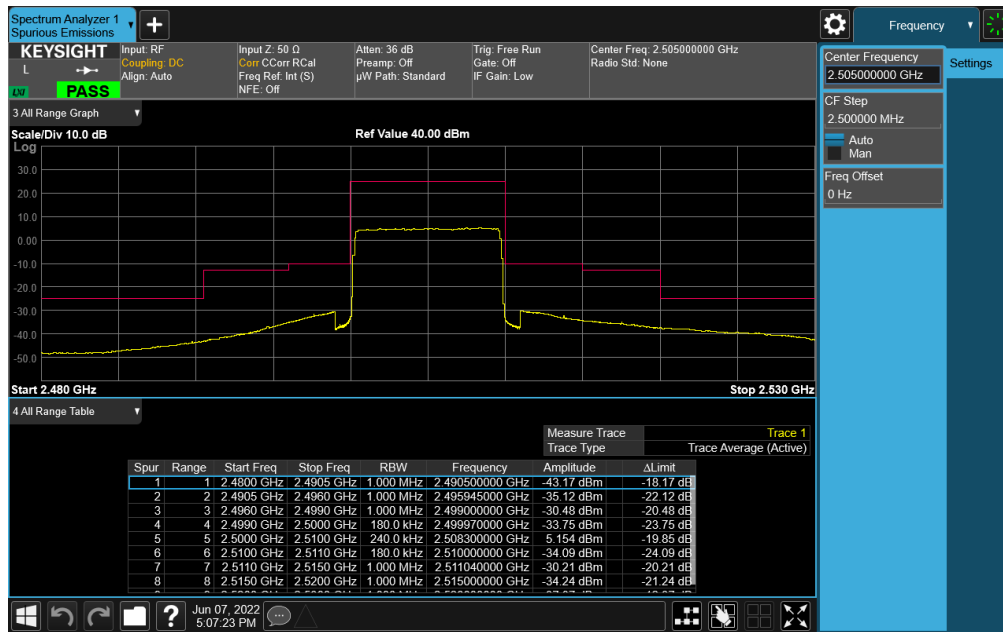 Spectrum Analyzer 1
Spurious Emissions
Frequency
KEYSIGHT
L
LXI
PASS
Input: RF
Coupling: DC
Align: Auto
Input Z: 50 Ω
Corr CCorr RCal
Freq Ref: Int (S)
NFE: Off
Atten: 36 dB
Preamp: Off
µW Path: Standard
Trig: Free Run
Gate: Off
IF Gain: Low
Center Freq: 2.505000000 GHz
Radio Std: None
Center Frequency
2.505000000 GHz
Settings
CF Step
2.500000 MHz
Auto
Man
Freq Offset
0 Hz
3 All Range Graph
Scale/Div 10.0 dB
Ref Value 40.00 dBm
Log
30.0
20.0
10.0
0.00
-10.0
-20.0
-30.0
-40.0
-50.0
Start 2.480 GHz
Stop 2.530 GHz
4 All Range Table
Measure Trace Trace 1
Trace Type Trace Average (Active)
Spur Range Start Freq Stop Freq RBW Frequency Amplitude ΔLimit
1 1 2.4800 GHz 2.4905 GHz 1.000 MHz 2.490500000 GHz -43.17 dBm -18.17 dB
2 2 2.4905 GHz 2.4960 GHz 1.000 MHz 2.495945000 GHz -35.12 dBm -22.12 dB
3 3 2.4960 GHz 2.4990 GHz 1.000 MHz 2.499000000 GHz -30.48 dBm -20.48 dB
4 4 2.4990 GHz 2.5000 GHz 180.0 kHz 2.499970000 GHz -33.75 dBm -23.75 dB
5 5 2.5000 GHz 2.5100 GHz 240.0 kHz 2.508300000 GHz 5.154 dBm -19.85 dB
6 6 2.5100 GHz 2.5110 GHz 180.0 kHz 2.510000000 GHz -34.09 dBm -24.09 dB
7 7 2.5110 GHz 2.5150 GHz 1.000 MHz 2.511040000 GHz -30.21 dBm -20.21 dB
8 8 2.5150 GHz 2.5200 GHz 1.000 MHz 2.515000000 GHz -34.24 dBm -21.24 dB
?
Jun 07, 2022
5:07:23 PM